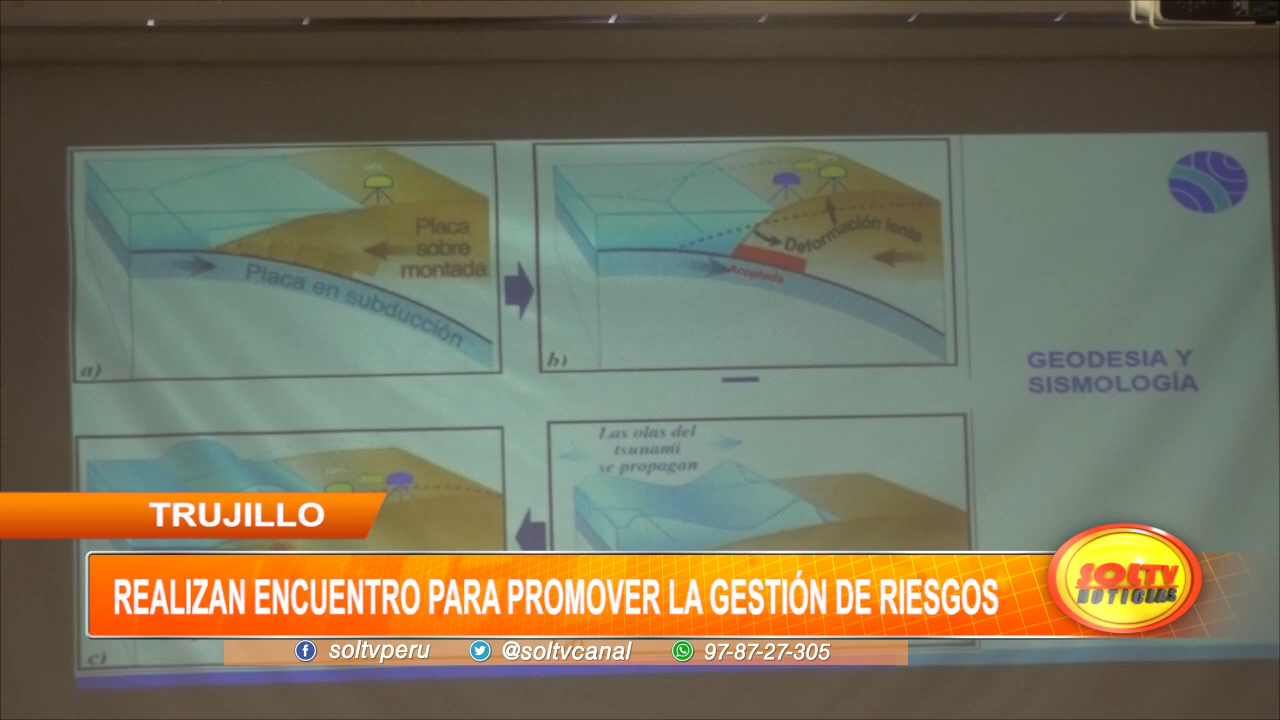 Placa
sobre
montada
Placa en subducción
a)
Deformación lenta
Acoplada
b)
GEODESIA Y
SISMOLOGÍA
Las olas del
tsunami
se propagan
TRUJILLO
REALIZAN ENCUENTRO PARA PROMOVER LA GESTIÓN DE RIESGOS
SOLTV
NOTICIAS
c)
soltvperu
@soltvcanal
97-87-27-305